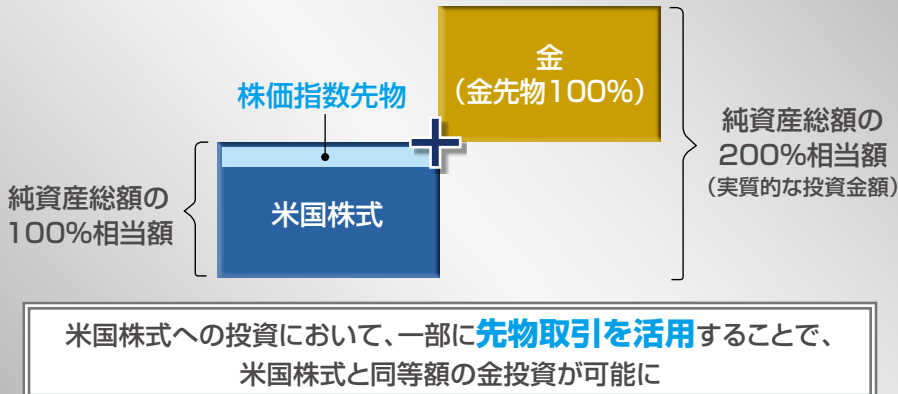 金
(金先物100%)
株価指数先物
純資産総額の
200%相当額
(実質的な投資金額)
純資産総額の
100%相当額
米国株式
米国株式への投資において、一部に先物取引を活用することで、
米国株式と同等額の金投資が可能に